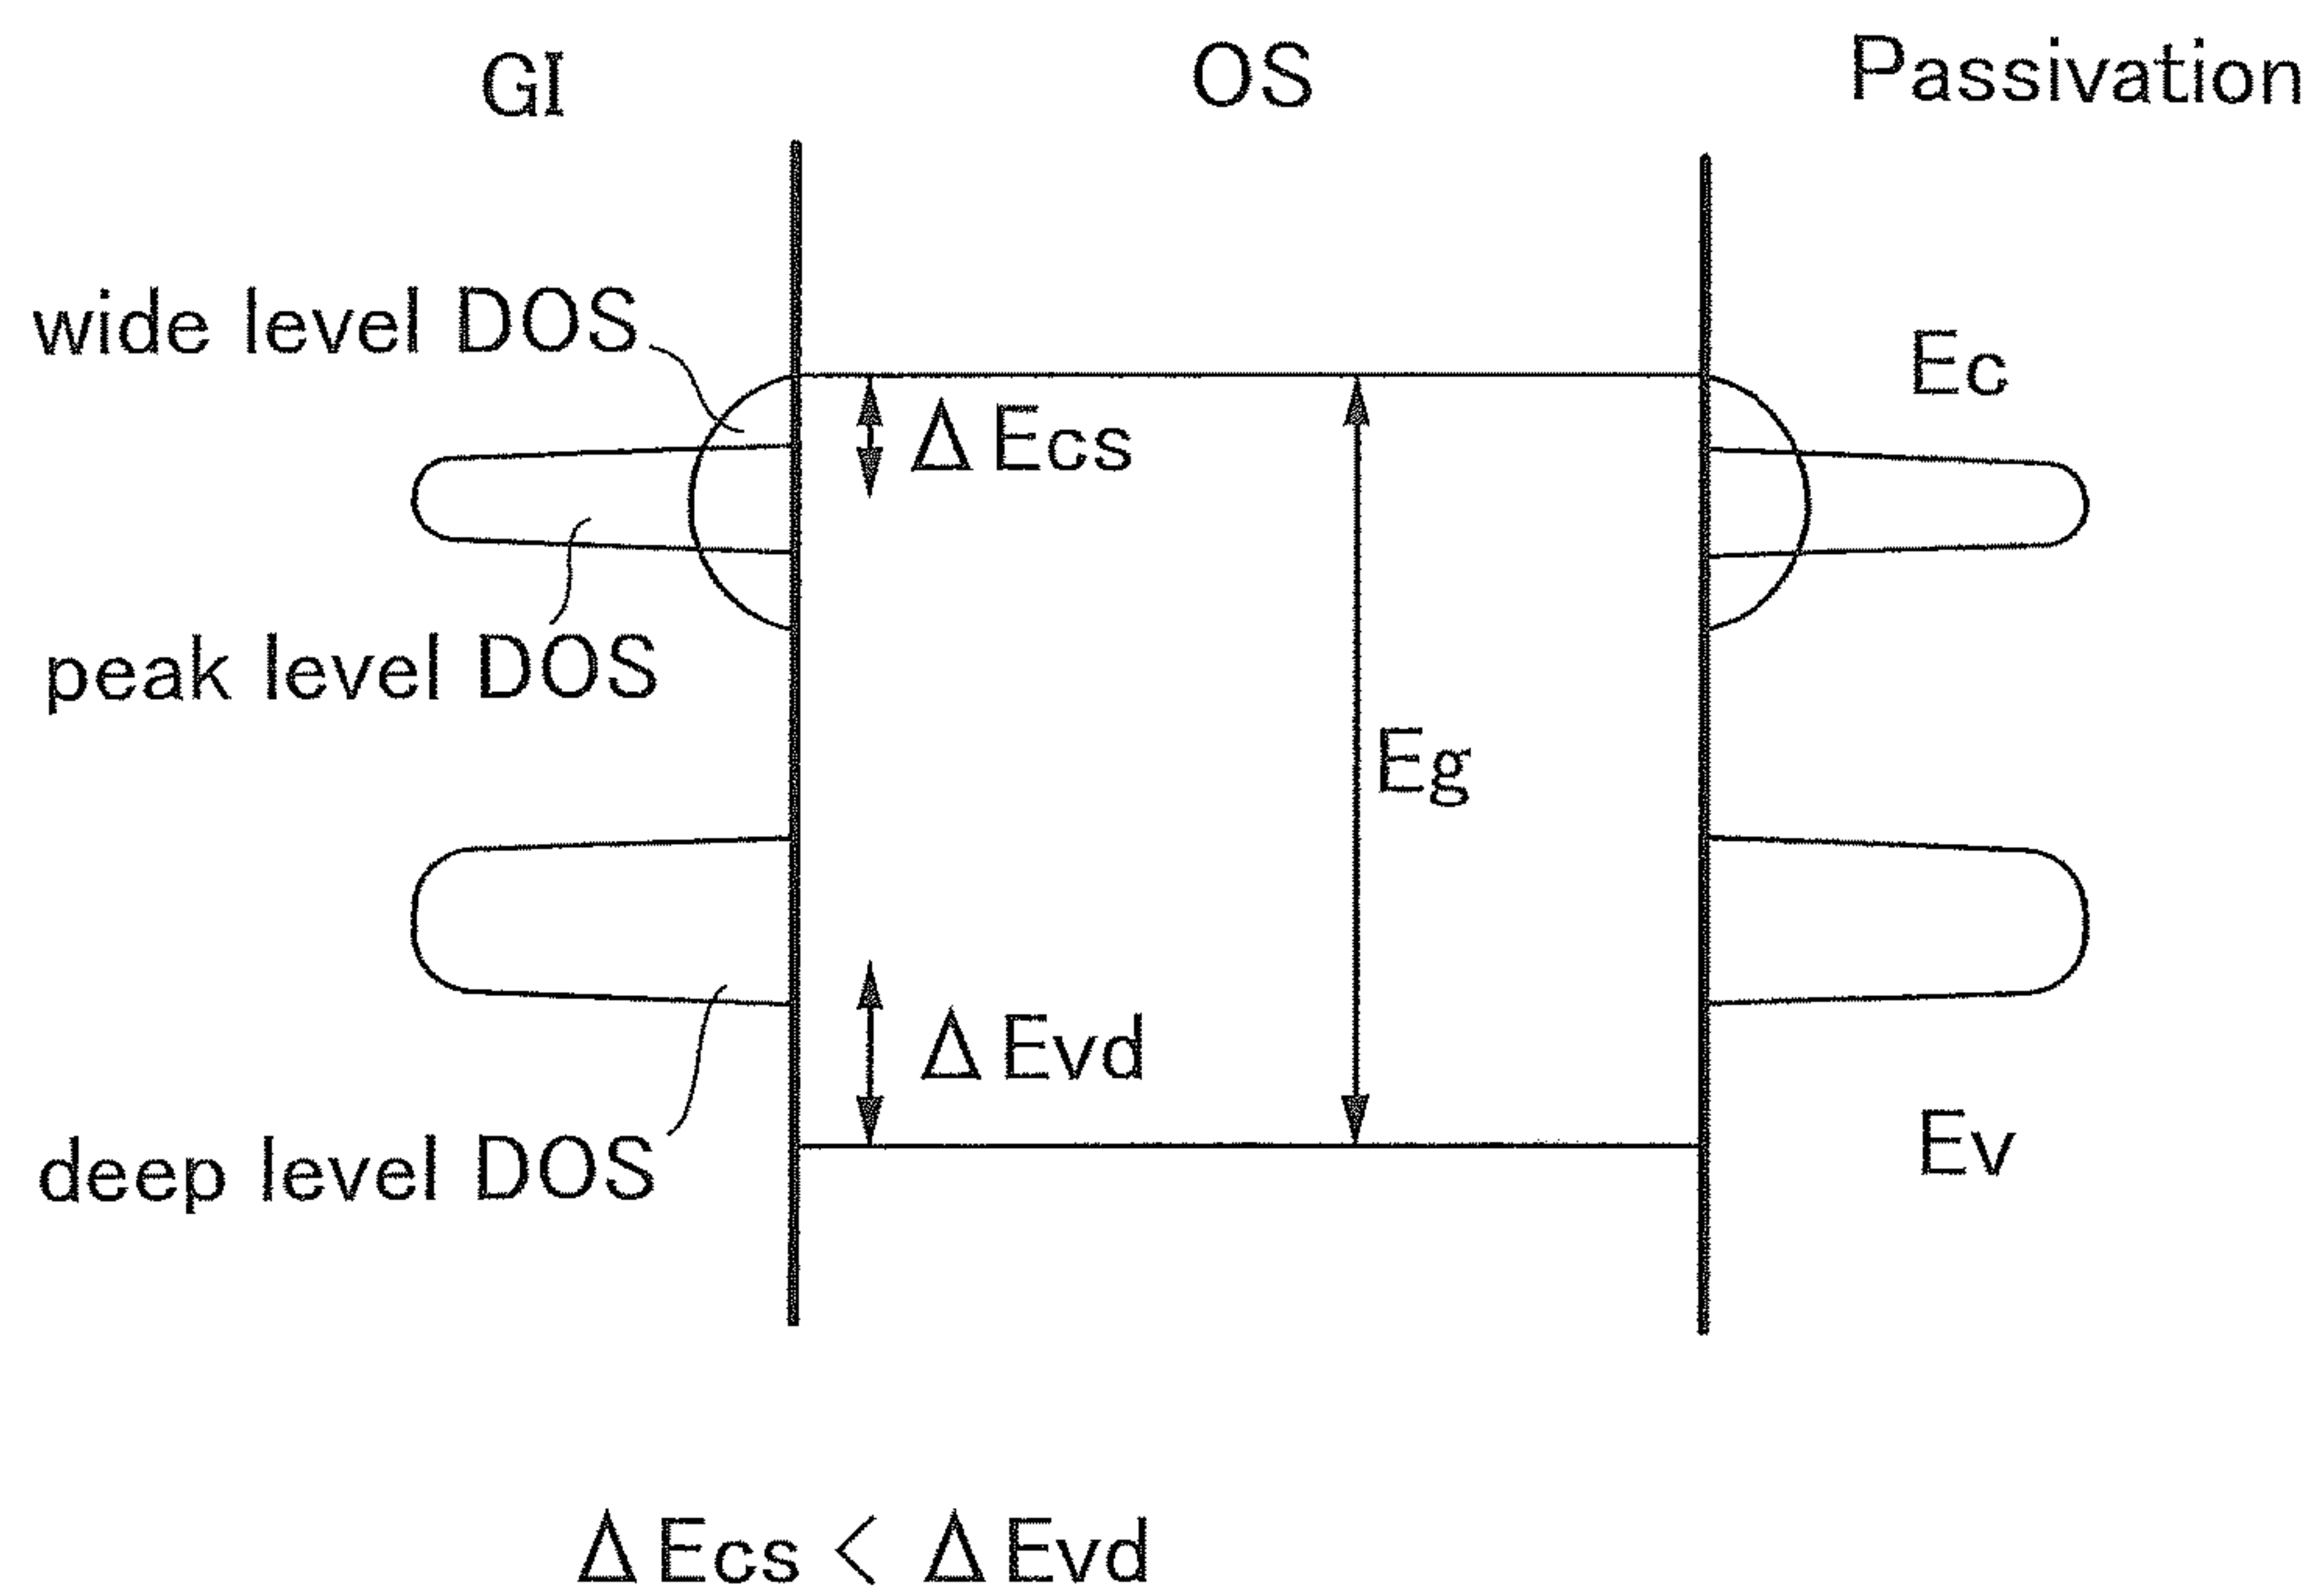 GI
OS
Passivation
wide level DOS
Ec
ΔEcs
peak level DOS
Eg
ΔEvd
deep level DOS
Ev
ΔEcs < ΔEvd